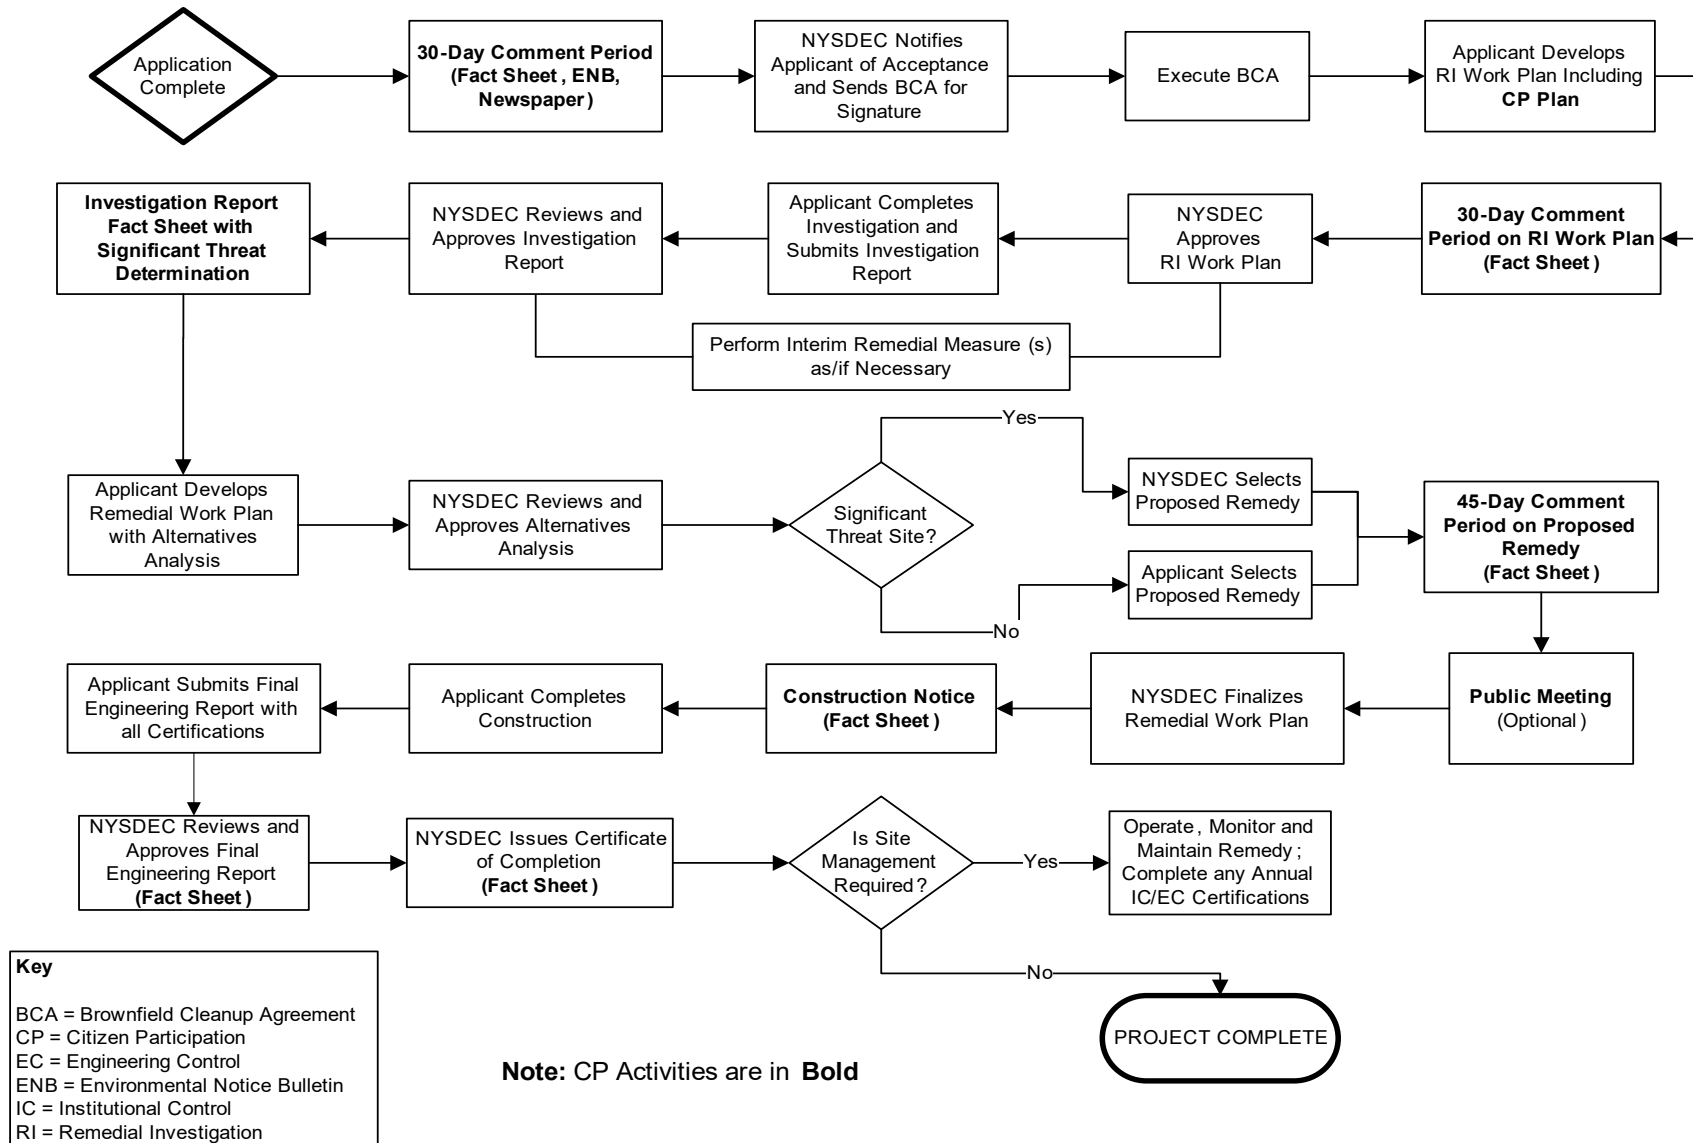 Application
Complete
30-Day Comment Period
(Fact Sheet, ENB,
Newspaper)
NYSDEC Notifies
Applicant of Acceptance
and Sends BCA for
Signature
Execute BCA
Applicant Develops
RI Work Plan Including
CP Plan
30-Day Comment
Period on RI Work Plan
(Fact Sheet)
NYSDEC
Approves
RI Work Plan
Applicant Completes
Investigation and
Submits Investigation
Report
NYSDEC Reviews and
Approves Investigation
Report
Investigation Report
Fact Sheet with
Significant Threat
Determination
Perform Interim Remedial Measure (s)
as/if Necessary
Applicant Develops
Remedial Work Plan
with Alternatives
Analysis
NYSDEC Reviews and
Approves Alternatives
Analysis
Significant
Threat Site?
Yes
NYSDEC Selects
Proposed Remedy
No
Applicant Selects
Proposed Remedy
45-Day Comment
Period on Proposed
Remedy
(Fact Sheet)
Public Meeting
(Optional)
NYSDEC Finalizes
Remedial Work Plan
Construction Notice
(Fact Sheet)
Applicant Completes
Construction
Applicant Submits Final
Engineering Report with
all Certifications
NYSDEC Reviews and
Approves Final
Engineering Report
(Fact Sheet)
NYSDEC Issues Certificate
of Completion
(Fact Sheet)
Is Site
Management
Required?
Yes
Operate, Monitor and
Maintain Remedy;
Complete any Annual
IC/EC Certifications
No
PROJECT COMPLETE
Key
BCA = Brownfield Cleanup Agreement
CP = Citizen Participation
EC = Engineering Control
ENB = Environmental Notice Bulletin
IC = Institutional Control
RI = Remedial Investigation
Note: CP Activities are in Bold